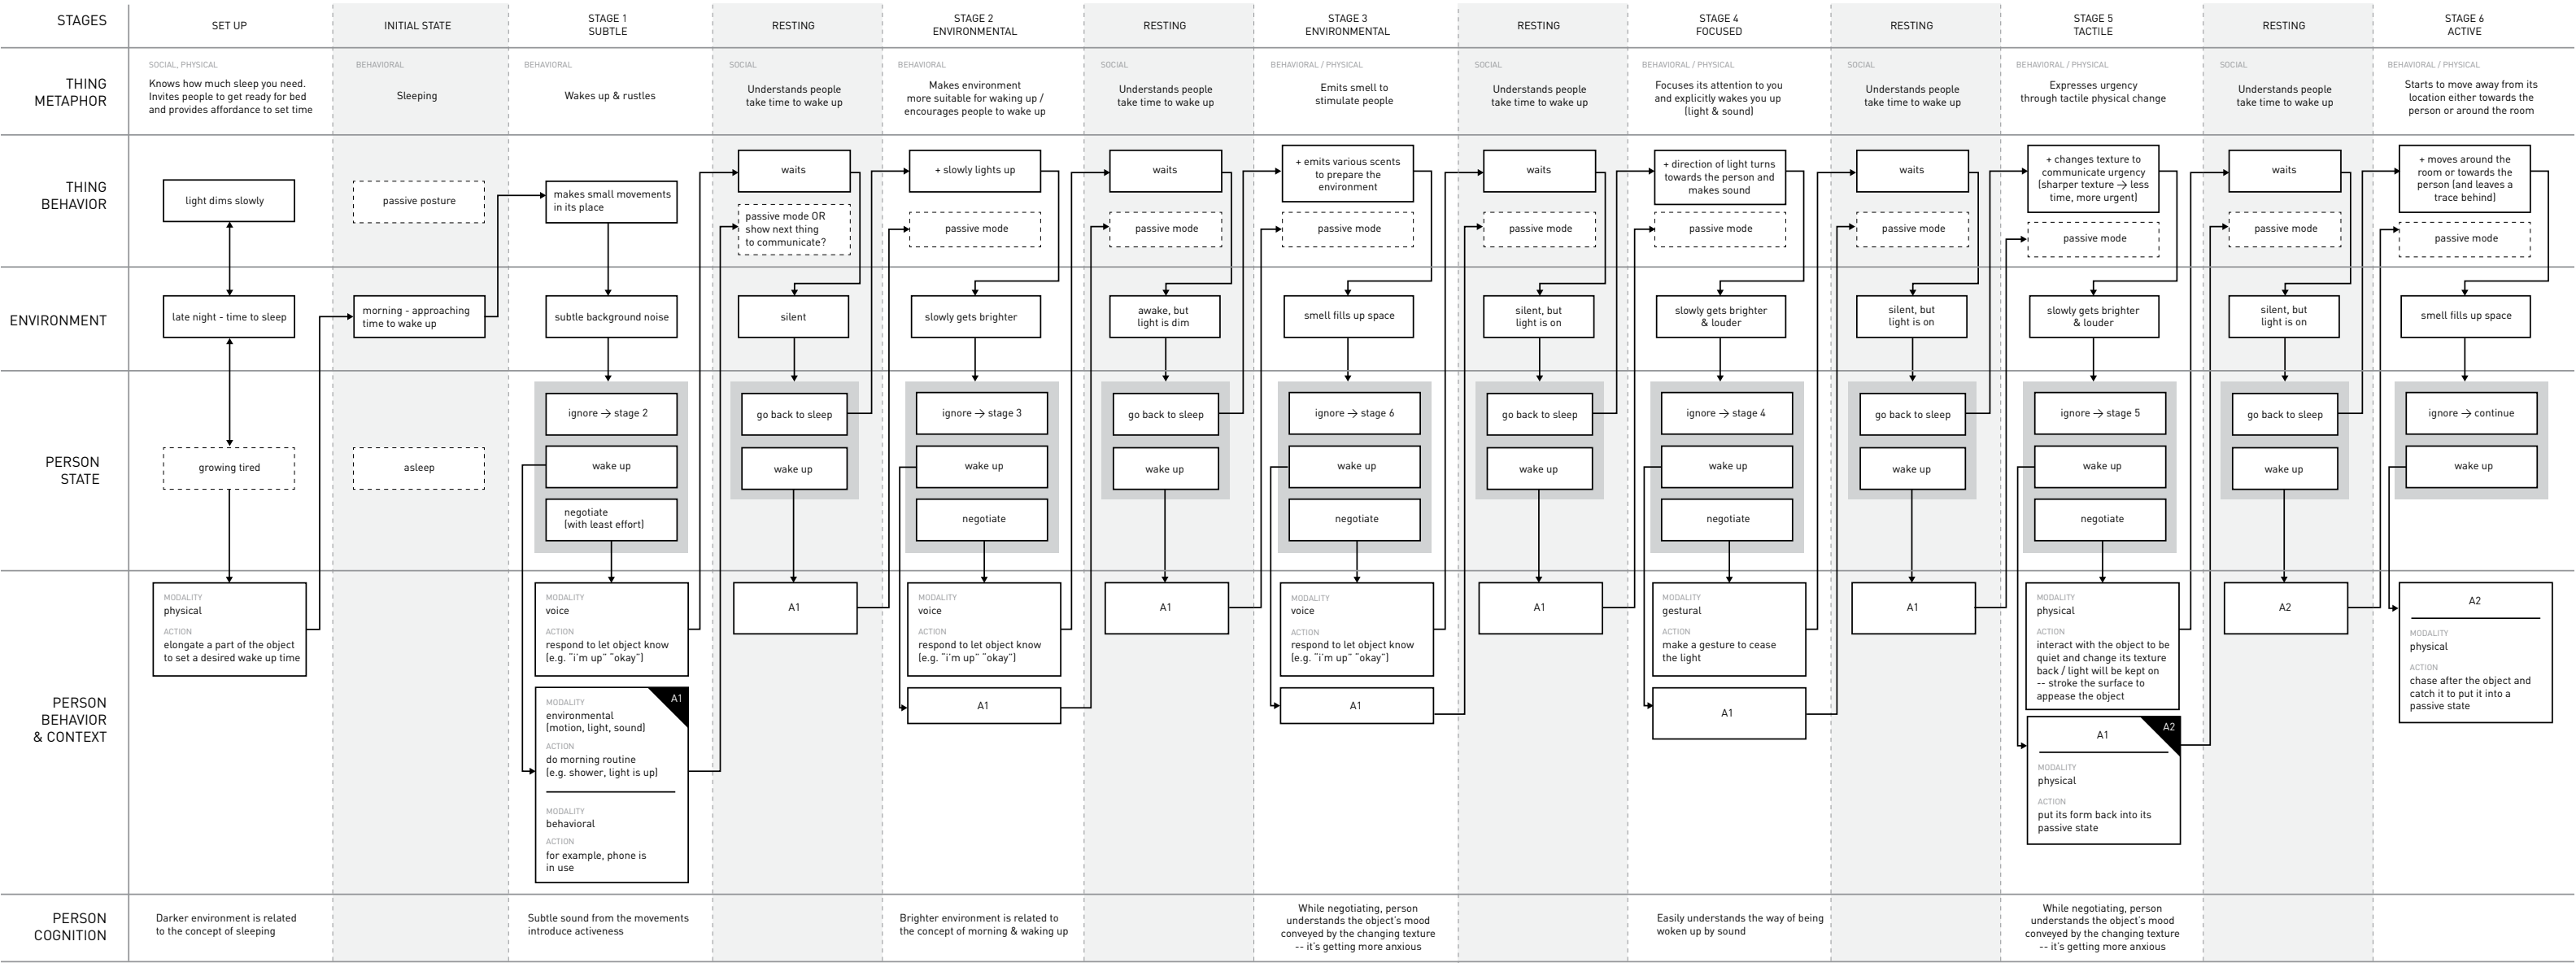 STAGES
SET UP
INITIAL STATE
STAGE 1
SUBTLE
RESTING
STAGE 2
ENVIRONMENTAL
RESTING
STAGE 3
ENVIRONMENTAL
RESTING
STAGE 4
FOCUSED
RESTING
STAGE 5
TACTILE
RESTING
STAGE 6
ACTIVE
THING
METAPHOR
SOCIAL, PHYSICAL
Knows how much sleep you need.
Invites people to get ready for bed
and provides affordance to set time
BEHAVIORAL
Sleeping
BEHAVIORAL
Wakes up & rustles
SOCIAL
Understands people
take time to wake up
BEHAVIORAL
Makes environment
more suitable for waking up /
encourages people to wake up
SOCIAL
Understands people
take time to wake up
BEHAVIORAL / PHYSICAL
Emits smell to
stimulate people
SOCIAL
Understands people
take time to wake up
BEHAVIORAL / PHYSICAL
Focuses its attention to you
and explicitly wakes you up
(light & sound)
SOCIAL
Understands people
take time to wake up
BEHAVIORAL / PHYSICAL
Expresses urgency
through tactile physical change
SOCIAL
Understands people
take time to wake up
BEHAVIORAL / PHYSICAL
Starts to move away from its
location either towards the
person or around the room
THING
BEHAVIOR
light dims slowly
passive posture
makes small movements
in its place
waits
passive mode OR
show next thing
to communicate?
+ slowly lights up
passive mode
waits
passive mode
+ emits various scents
to prepare the
environment
passive mode
waits
passive mode
+ direction of light turns
towards the person and
makes sound
passive mode
waits
passive mode
+ changes texture to
communicate urgency
(sharper texture → less
time, more urgent)
passive mode
waits
passive mode
+ moves around the
room or towards the
person (and leaves a
trace behind)
passive mode
ENVIRONMENT
late night - time to sleep
morning - approaching
time to wake up
subtle background noise
silent
slowly gets brighter
awake, but
light is dim
smell fills up space
silent, but
light is on
slowly gets brighter
& louder
silent, but
light is on
slowly gets brighter
& louder
silent, but
light is on
smell fills up space
PERSON
STATE
growing tired
asleep
ignore → stage 2
wake up
negotiate
(with least effort)
go back to sleep
wake up
ignore → stage 3
wake up
negotiate
go back to sleep
wake up
ignore → stage 6
wake up
negotiate
go back to sleep
wake up
ignore → stage 4
wake up
negotiate
go back to sleep
wake up
ignore → stage 5
wake up
negotiate
go back to sleep
wake up
ignore → continue
wake up
PERSON
BEHAVIOR
& CONTEXT
MODALITY
physical
ACTION
elongate a part of the object
to set a desired wake up time
MODALITY
voice
ACTION
respond to let object know
(e.g. "i'm up" "okay")
A1
MODALITY
environmental
(motion, light, sound)
ACTION
do morning routine
(e.g. shower, light is up)
MODALITY
behavioral
ACTION
for example, phone is
in use
A1
MODALITY
voice
ACTION
respond to let object know
(e.g. "i'm up" "okay")
A1
A1
MODALITY
voice
ACTION
respond to let object know
(e.g. "i'm up" "okay")
A1
A1
MODALITY
gestural
ACTION
make a gesture to cease
the light
A1
A1
MODALITY
physical
ACTION
interact with the object to be
quiet and change its texture
back / light will be kept on
-- stroke the surface to
appease the object
A2
A1
MODALITY
physical
ACTION
put its form back into its
passive state
A2
A2
MODALITY
physical
ACTION
chase after the object and
catch it to put it into a
passive state
PERSON
COGNITION
Darker environment is related
to the concept of sleeping
Subtle sound from the movements
introduce activeness
Brighter environment is related to
the concept of morning & waking up
While negotiating, person
understands the object's mood
conveyed by the changing texture
-- it's getting more anxious
Easily understands the way of being
woken up by sound
While negotiating, person
understands the object's mood
conveyed by the changing texture
-- it's getting more anxious